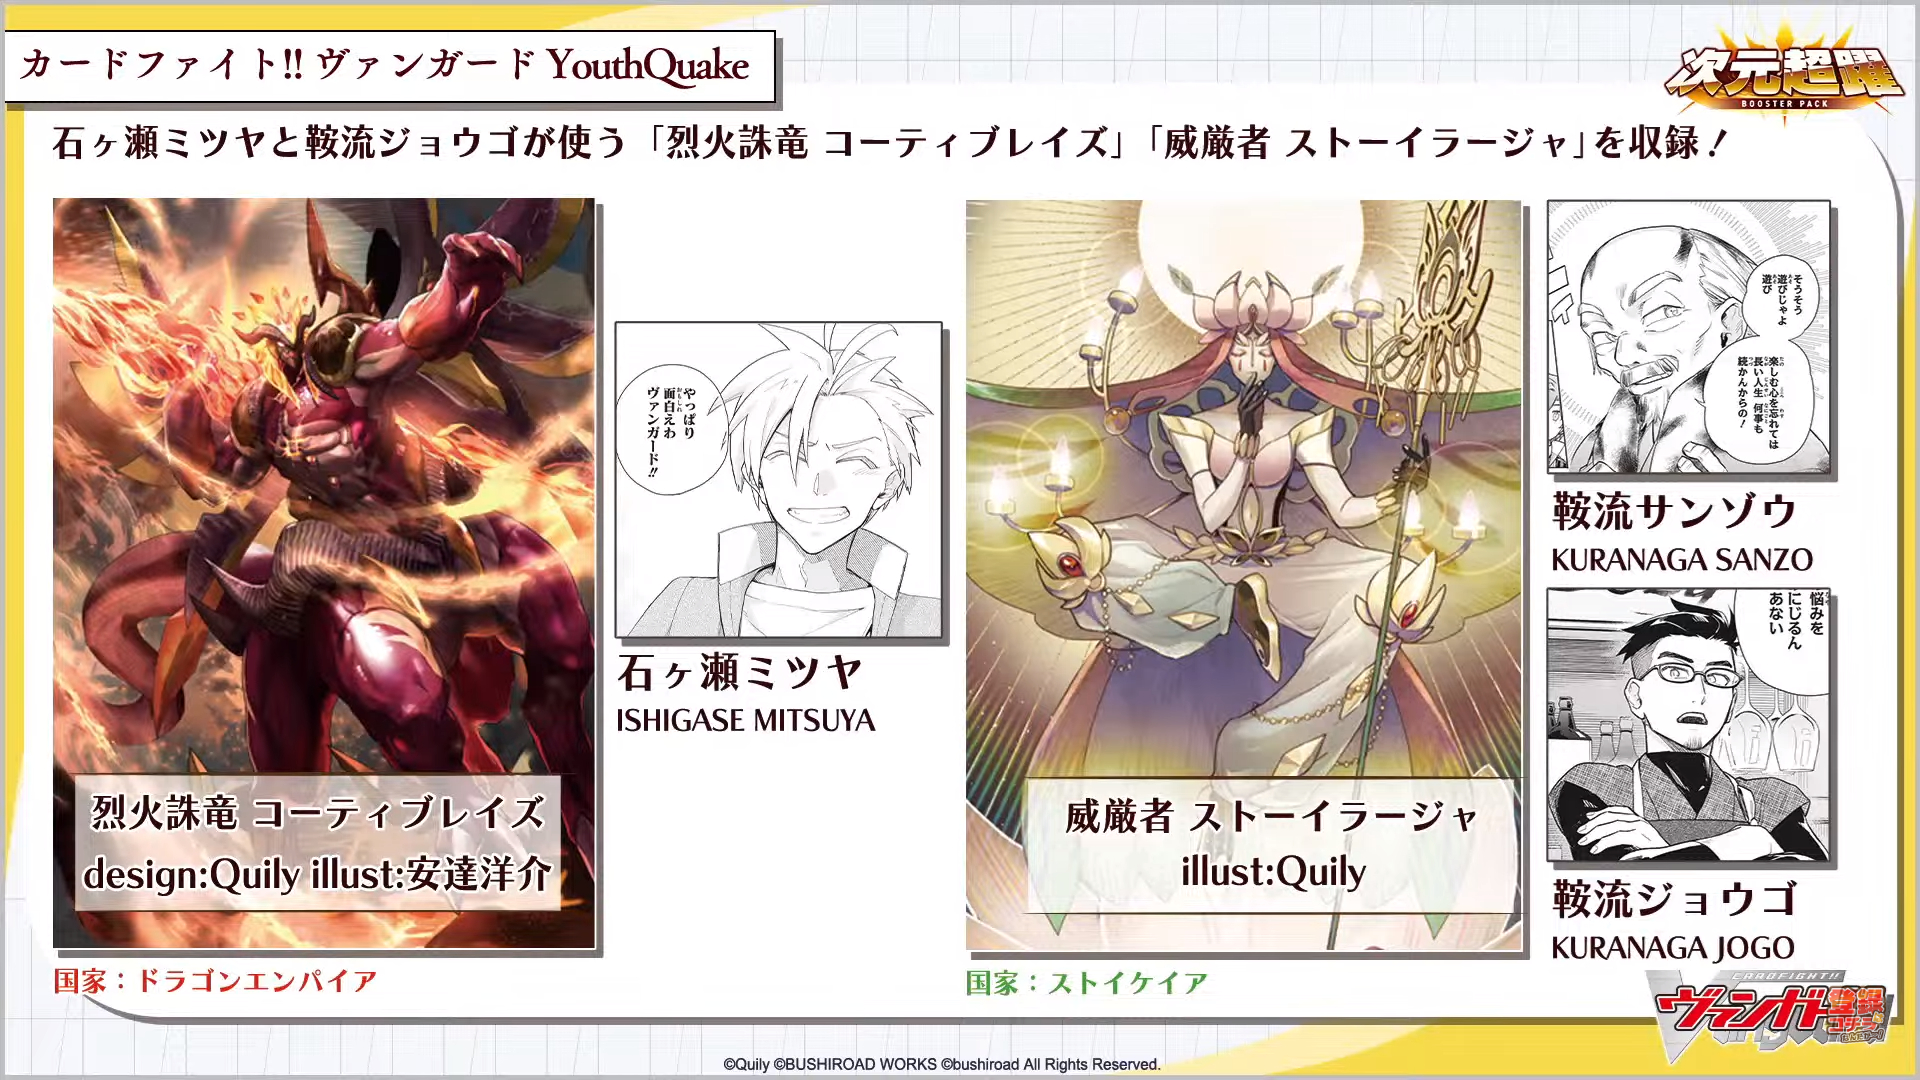 カードファイト!! ヴァンガード YouthQuake
次元超躍
BOOSTER PACK
石ヶ瀬ミツヤと鞍流ジョウゴが使う「烈火誅竜 コーティブレイズ」「威厳者 ストーイラージャ」を収録！
烈火誅竜 コーティブレイズ
design:Quily illust:安達洋介
国家：ドラゴンエンパイア
やっぱり
面白えわ
ヴァンガード!!
石ヶ瀬ミツヤ
ISHIGASE MITSUYA
威厳者 ストーイラージャ
illust:Quily
国家：ストイケイア
そうそう
遊びじゃよ
遊び
楽しむ心を忘れては
長い人生 何事も
続かんからの！
鞍流サンゾウ
KURANAGA SANZO
悩みを
にじるん
あない
鞍流ジョウゴ
KURANAGA JOGO
CARDFIGHT!!
ヴァンガード
©Quily ©BUSHIROAD WORKS ©bushiroad All Rights Reserved.